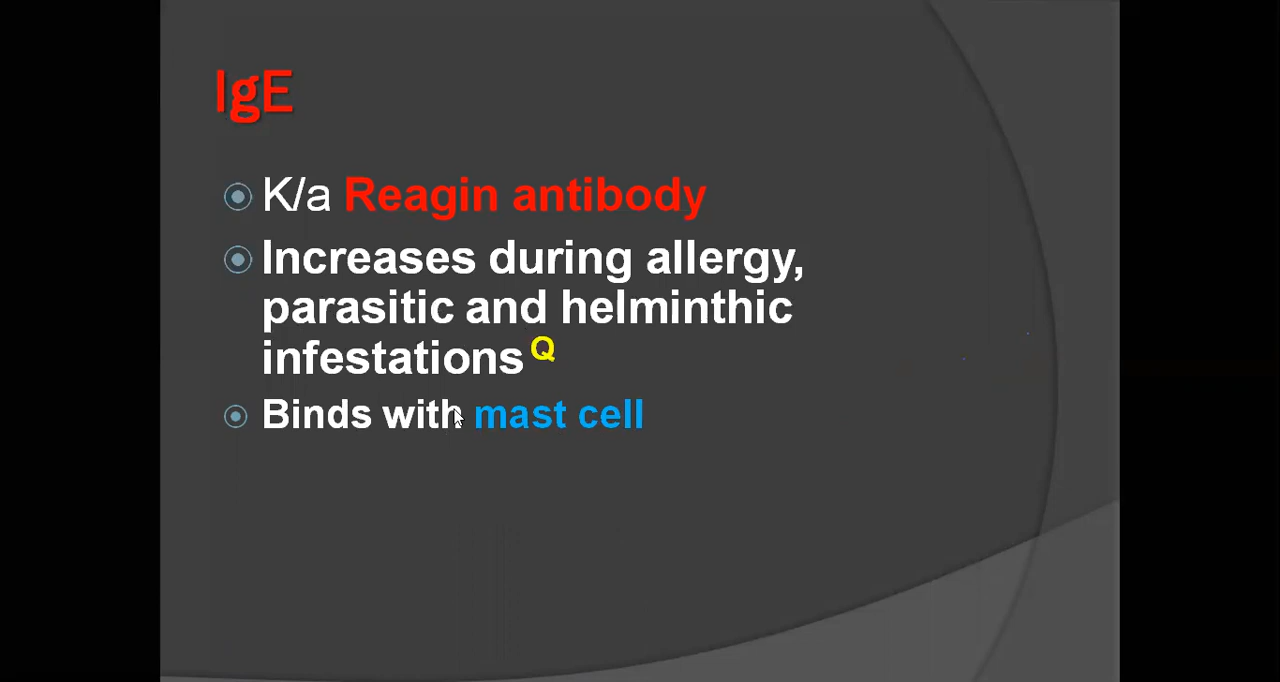 IgE
K/a Reagin antibody
Increases during allergy,
parasitic and helminthic
infestations Q
Binds with mast cell